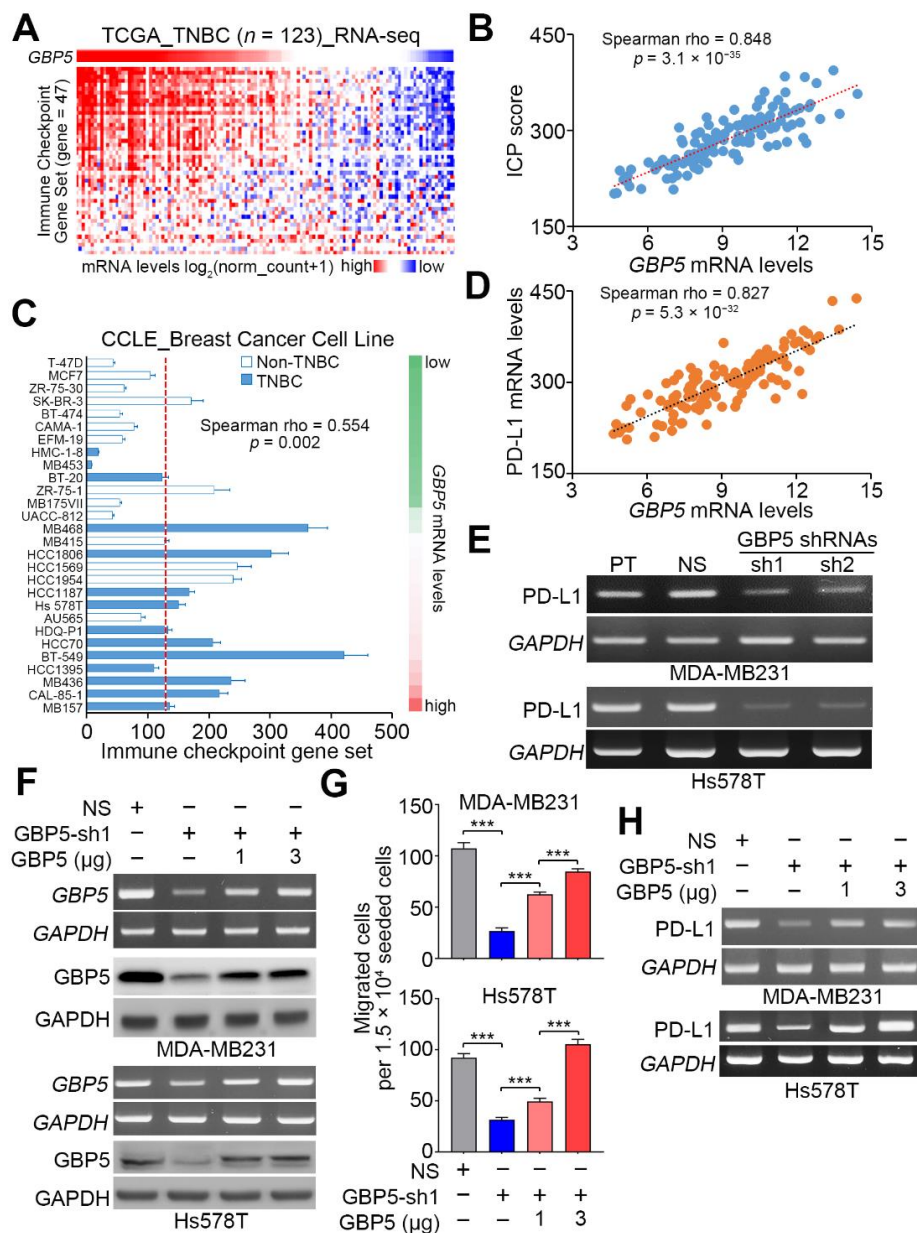 A
TCGA_TNBC (n = 123)_RNA-seq
GBP5
Immune Checkpoint
Gene Set (gene = 47)
mRNA levels log2(norm_count+1) high low
B
450
300
150
ICP score
Spearman rho = 0.848
p = 3.1 × 10⁻³⁵
3 6 9 12 15
GBP5 mRNA levels
C
CCLE_Breast Cancer Cell Line
Non-TNBC
TNBC
Spearman rho = 0.554
p = 0.002
T-47D
MCF7
ZR-75-30
SK-BR-3
BT-474
CAMA-1
EFM-19
HMC-1-8
MB453
BT-20
ZR-75-1
MB175VII
UACC-812
MB468
MB415
HCC1806
HCC1569
HCC1954
HCC1187
Hs 578T
AU565
HDQ-P1
HCC70
BT-549
HCC1395
MB436
CAL-85-1
MB157
0 100 200 300 400 500
Immune checkpoint gene set
low
GBP5 mRNA levels
high
D
450
300
150
PD-L1 mRNA levels
Spearman rho = 0.827
p = 5.3 × 10⁻³²
3 6 9 12 15
GBP5 mRNA levels
E
GBP5 shRNAs
PT NS sh1 sh2
PD-L1
GAPDH
MDA-MB231
PD-L1
GAPDH
Hs578T
F
NS + – – –
GBP5-sh1 – + + +
GBP5 (µg) – – 1 3
GBP5
GAPDH
GBP5
GAPDH
MDA-MB231
GBP5
GAPDH
GBP5
GAPDH
Hs578T
G
Migrated cells
per 1.5 × 10⁴ seeded cells
MDA-MB231
150
100
50
0
***
***
***
Hs578T
150
100
50
0
***
***
***
NS + – – –
GBP5-sh1 – + + +
GBP5 (µg) – – 1 3
H
NS + – – –
GBP5-sh1 – + + +
GBP5 (µg) – – 1 3
PD-L1
GAPDH
MDA-MB231
PD-L1
GAPDH
Hs578T